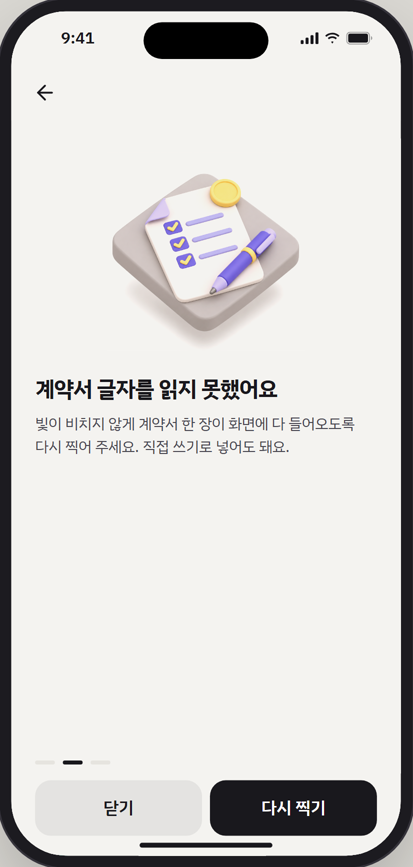 9:41
계약서 글자를 읽지 못했어요
빛이 비치지 않게 계약서 한 장이 화면에 다 들어오도록
다시 찍어 주세요. 직접 쓰기로 넣어도 돼요.
닫기
다시 찍기